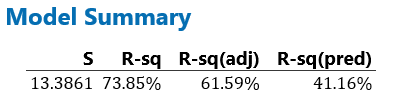 Model Summary
S R-sq R-sq(adj) R-sq(pred)
13.3861 73.85% 61.59% 41.16%